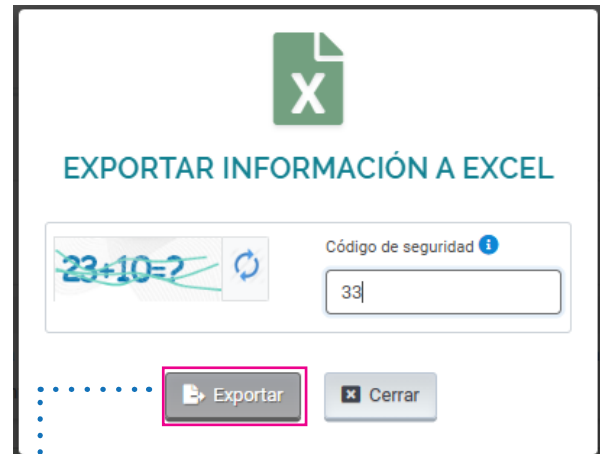 X
EXPORTAR INFORMACIÓN A EXCEL
Código de seguridad
23+10=?
33
Exportar
Cerrar